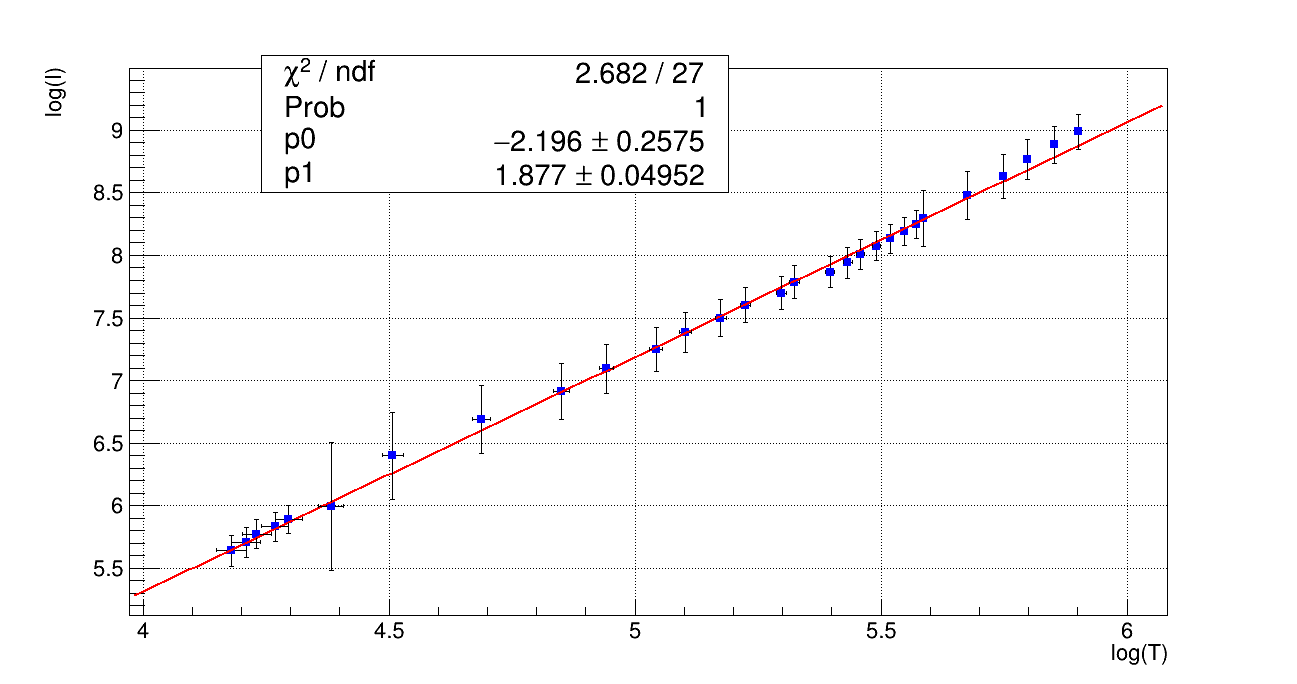 log(I)
χ² / ndf 2.682 / 27
Prob 1
p0 −2.196 ± 0.2575
p1 1.877 ± 0.04952
9
8.5
8
7.5
7
6.5
6
5.5
4 4.5 5 5.5 6
log(T)